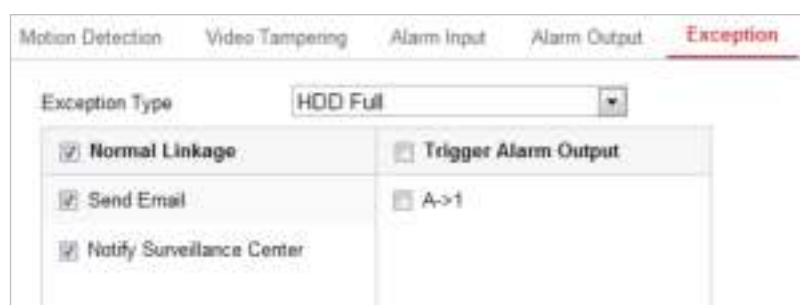 Motion Detection Video Tampering Alarm Input Alarm Output Exception
Exception Type HDD Full
Normal Linkage Trigger Alarm Output
Send Email A->1
Notify Surveillance Center